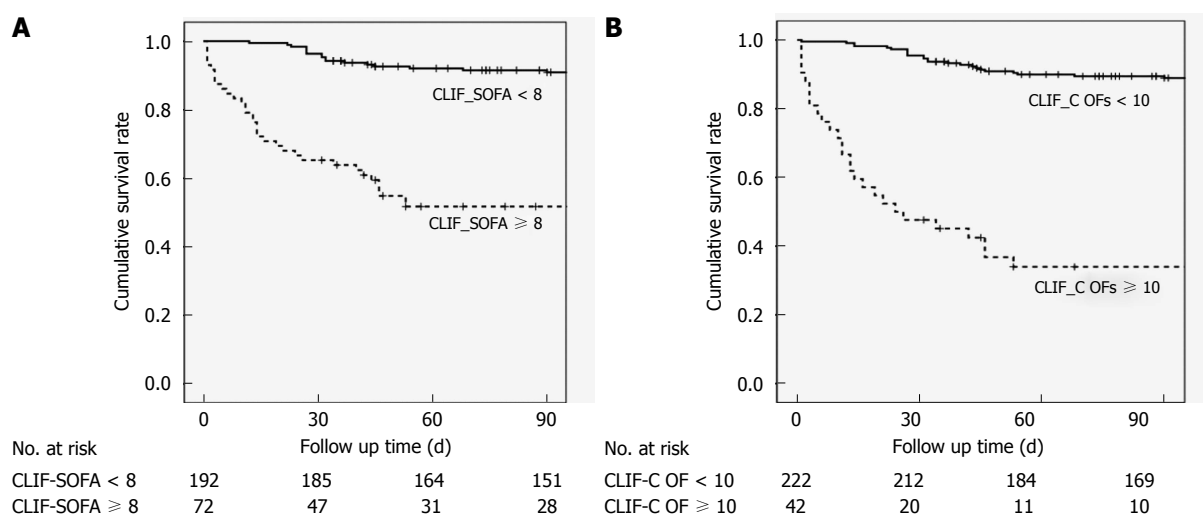 A
1.0
0.8
0.6
0.4
0.2
0.0
Cumulative survival rate
CLIF_SOFA < 8
CLIF_SOFA ⩾ 8
0 30 60 90
Follow up time (d)
No. at risk
CLIF-SOFA < 8 192 185 164 151
CLIF-SOFA ⩾ 8 72 47 31 28
B
1.0
0.8
0.6
0.4
0.2
0.0
Cumulative survival rate
CLIF_C OFs < 10
CLIF_C OFs ⩾ 10
0 30 60 90
Follow up time (d)
No. at risk
CLIF-C OF < 10 222 212 184 169
CLIF-C OF ⩾ 10 42 20 11 10